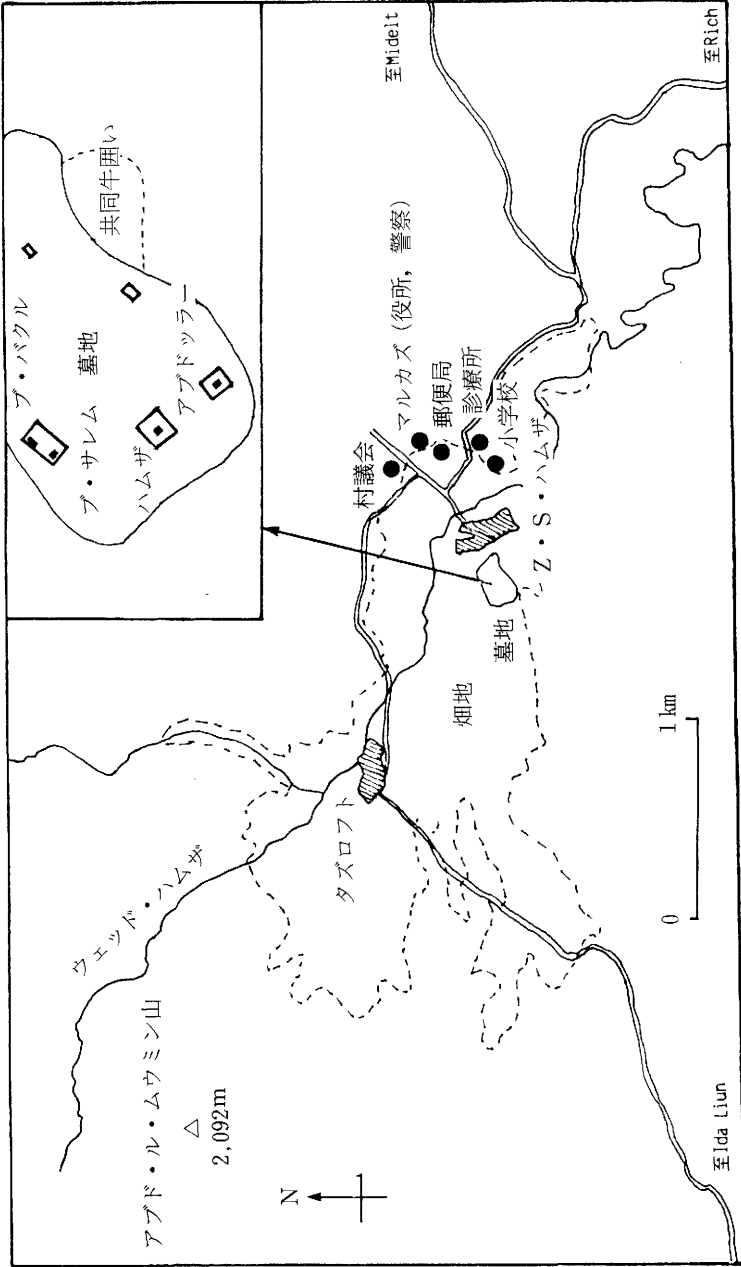 ブ・バクル
ブ・サレム
墓地
ハムザ
アブドッラー
共同牛囲い
至Midelt
至Rich
村議会
マルカズ(役所,警察)
郵便局
診療所
小学校
Z・S・ハムザ
墓地
畑地
タズロフト
ウェッド・ハムザ
アブド・ル・ムウミン山
2,092m
N
0
1km
至Ida Liun